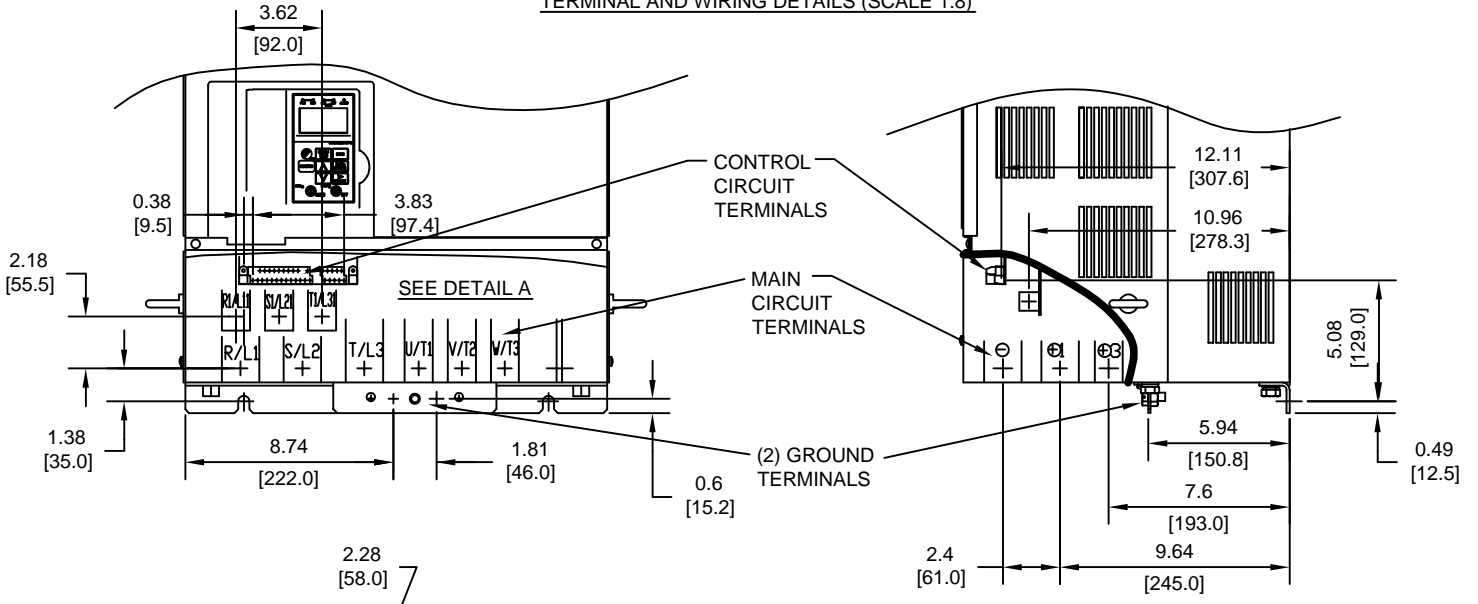 TERMINAL AND WIRING DETAILS (SCALE 1:8)
3.62
[92.0]
0.38
[9.5]
3.83
[97.4]
2.18
[55.5]
CONTROL
CIRCUIT
TERMINALS
12.11
[307.6]
10.96
[278.3]
SEE DETAIL A
R1/L11 S1/L21 T1/L31
MAIN
CIRCUIT
TERMINALS
R/L1 S/L2 T/L3 U/T1 V/T2 W/T3
⊖ ⊕1 ⊕3
5.08
[129.0]
1.38
[35.0]
8.74
[222.0]
1.81
[46.0]
0.6
[15.2]
(2) GROUND
TERMINALS
5.94
[150.8]
0.49
[12.5]
7.6
[193.0]
2.4
[61.0]
9.64
[245.0]
2.28
[58.0]